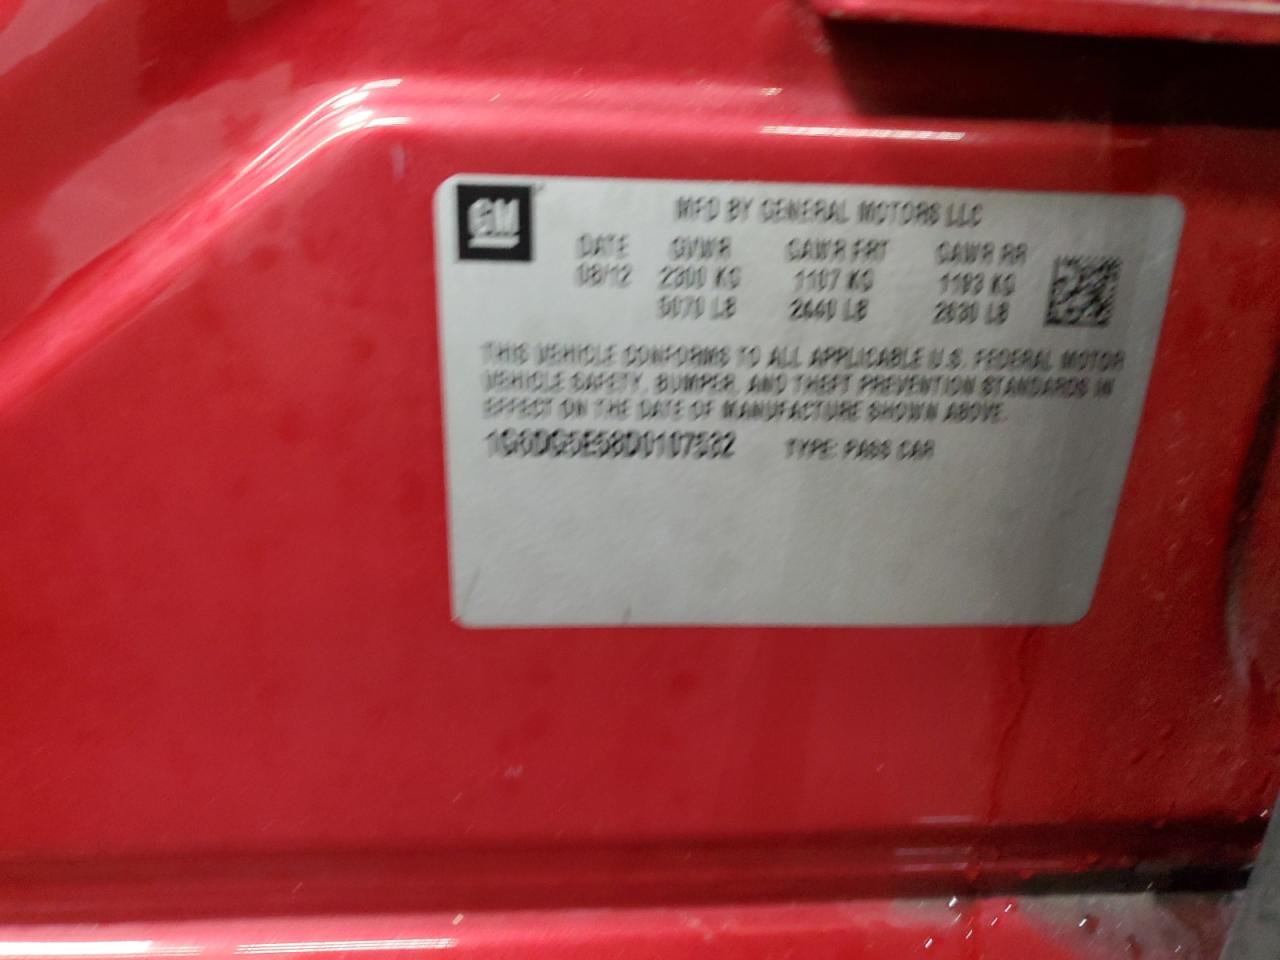 GM
MFD BY GENERAL MOTORS LLC
DATE GVWR GAWR FRT GAWR RR
08/12 2300 KG 1107 KG 1193 KG
5070 LB 2440 LB 2630 LB
THIS VEHICLE CONFORMS TO ALL APPLICABLE U.S. FEDERAL MOTOR
VEHICLE SAFETY, BUMPER, AND THEFT PREVENTION STANDARDS IN
EFFECT ON THE DATE OF MANUFACTURE SHOWN ABOVE.
TYPE: PASS CAR